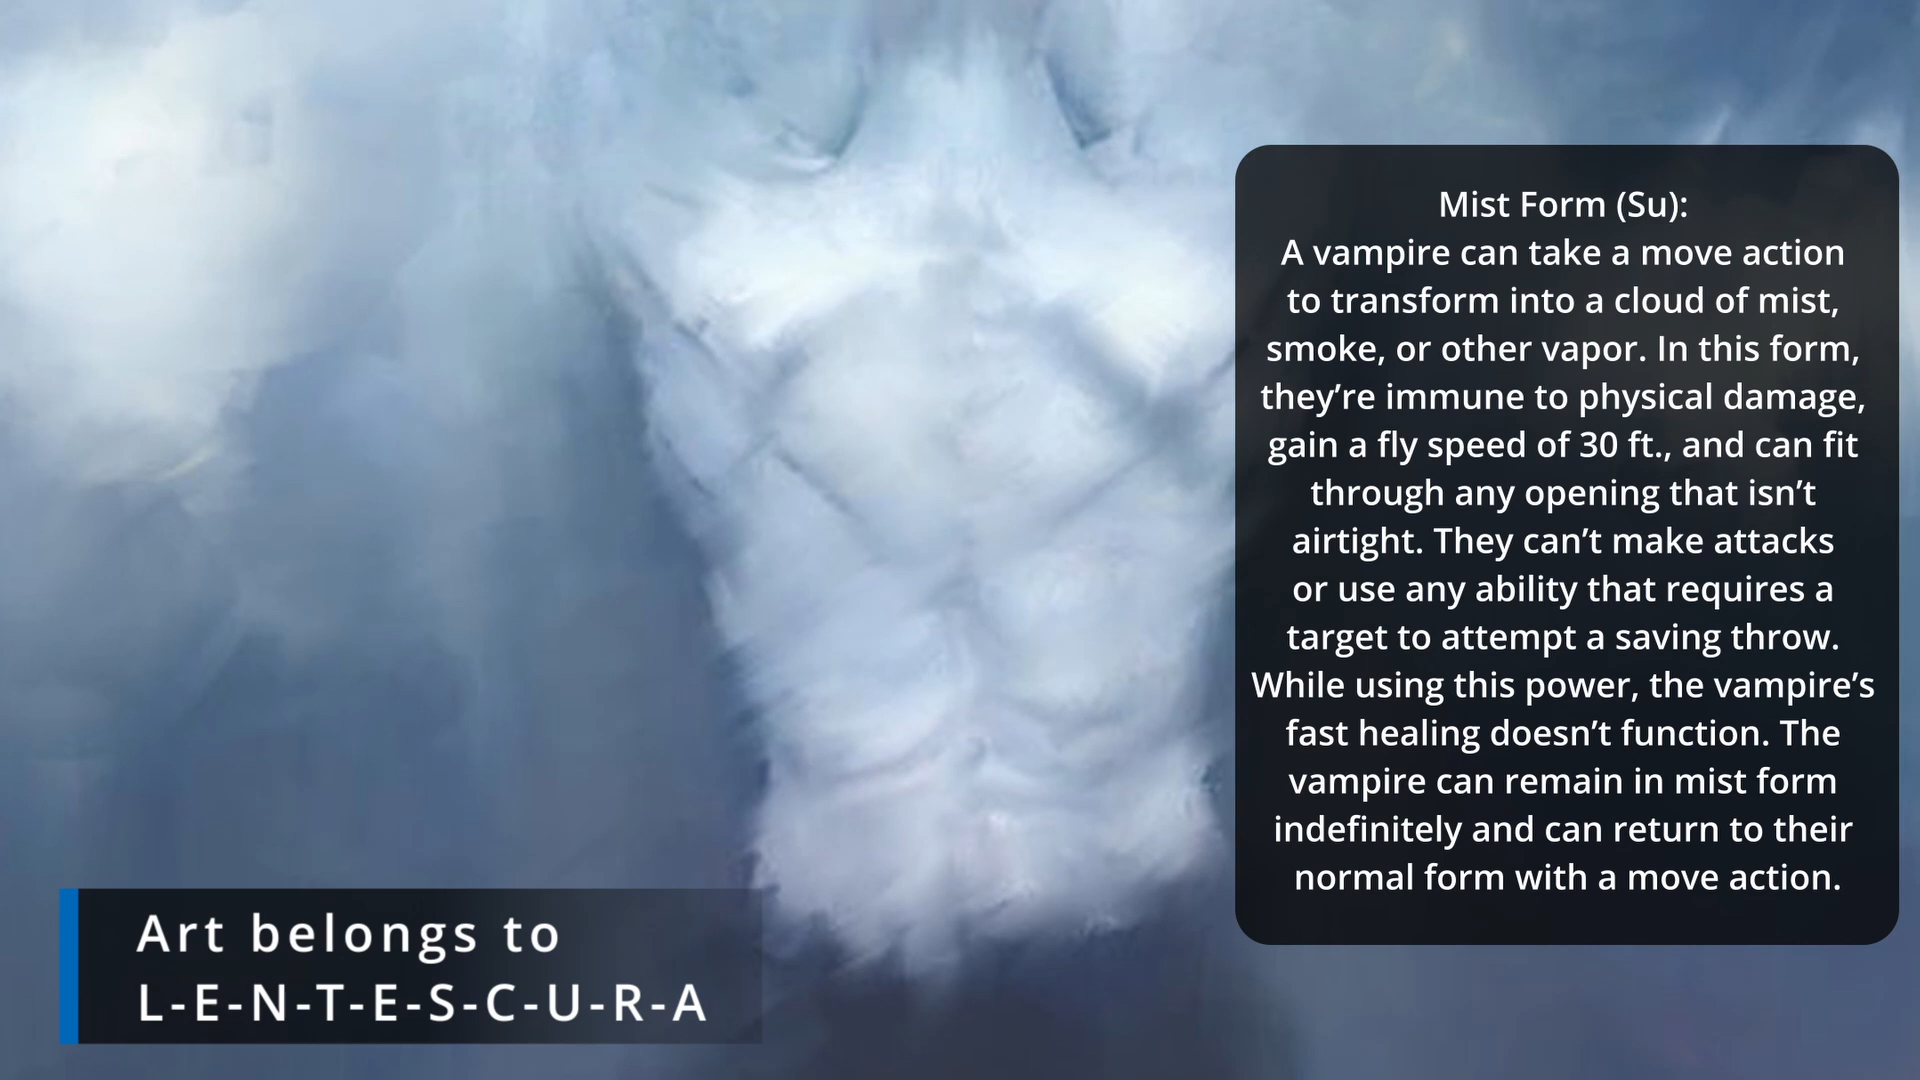 Mist Form (Su):
A vampire can take a move action
to transform into a cloud of mist,
smoke, or other vapor. In this form,
they’re immune to physical damage,
gain a fly speed of 30 ft., and can fit
through any opening that isn’t
airtight. They can’t make attacks
or use any ability that requires a
target to attempt a saving throw.
While using this power, the vampire’s
fast healing doesn’t function. The
vampire can remain in mist form
indefinitely and can return to their
normal form with a move action.
Art belongs to
L-E-N-T-E-S-C-U-R-A